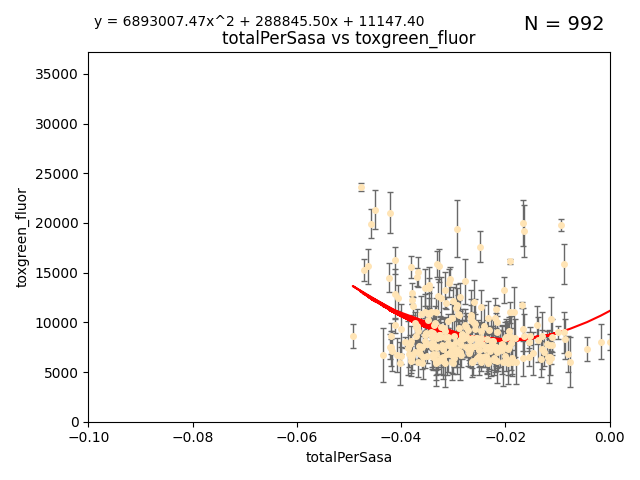 y = 6893007.47x^2 + 288845.50x + 11147.40
N = 992
totalPerSasa vs toxgreen_fluor
toxgreen_fluor
35000
30000
25000
20000
15000
10000
5000
0
−0.10
−0.08
−0.06
−0.04
−0.02
0.00
totalPerSasa